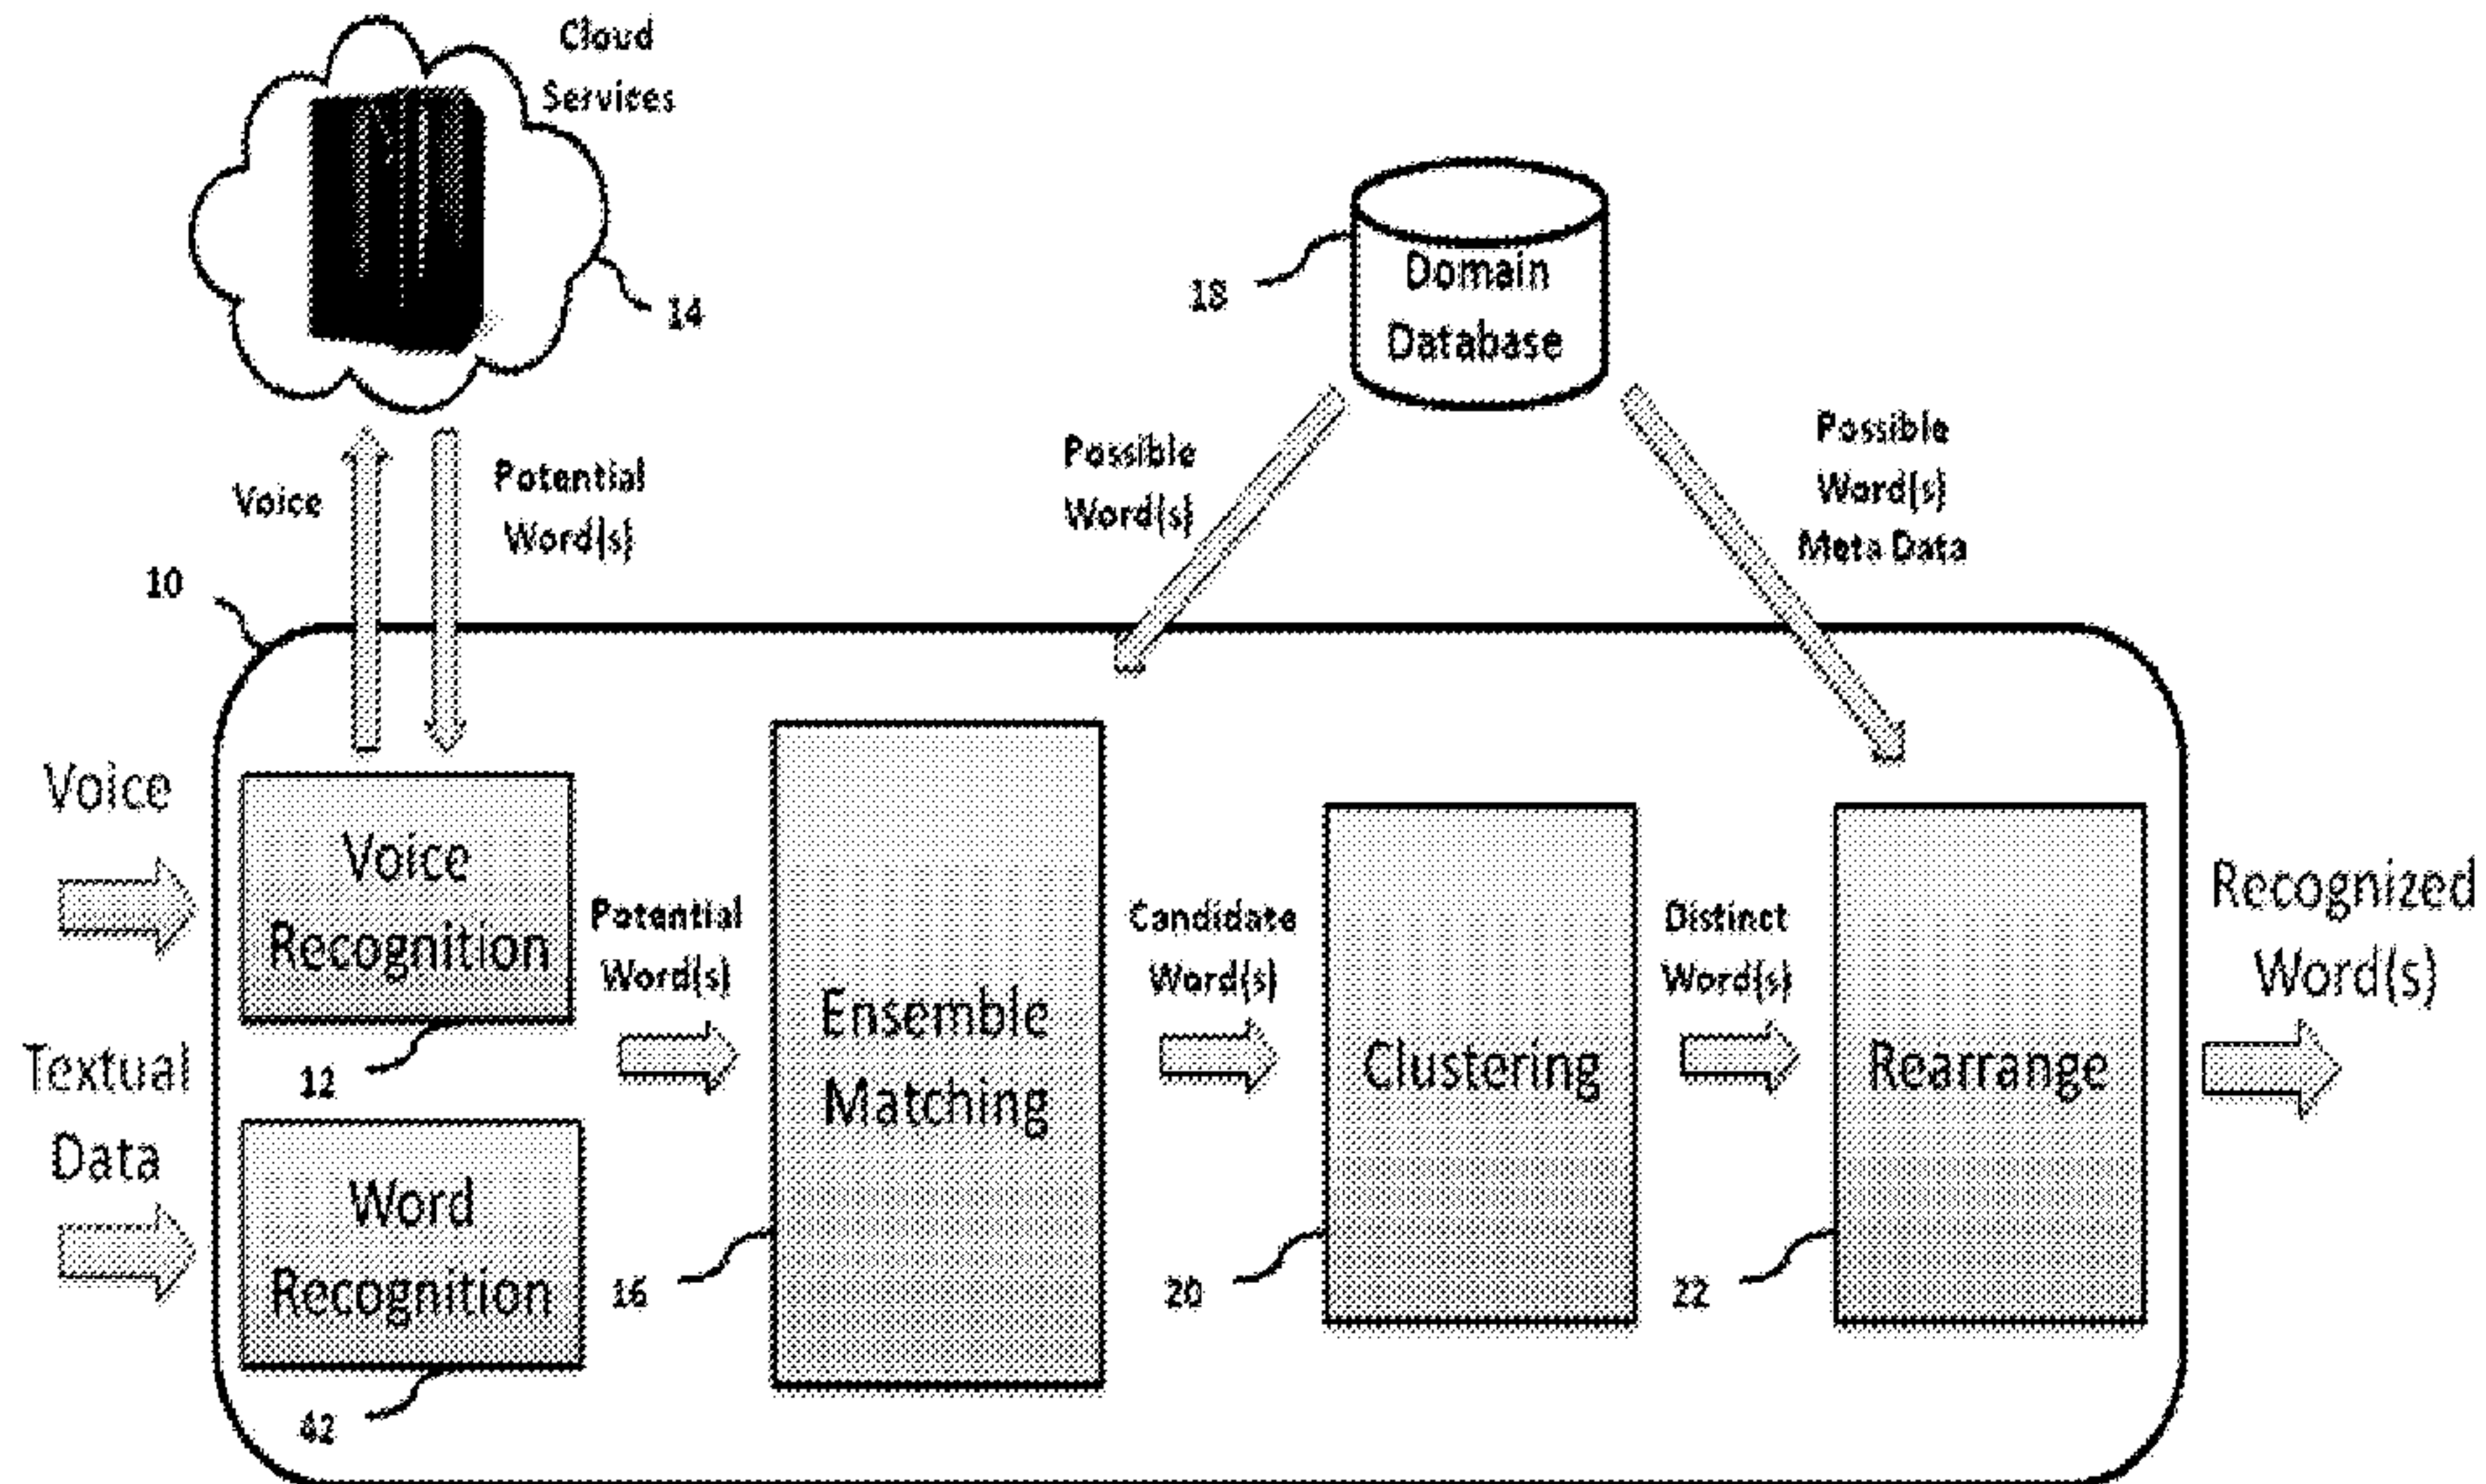 Cloud
Services
14
18
Domain
Database
Voice
Potential
Word(s)
Possible
Word(s)
Possible
Word(s)
Meta Data
10
Voice
Voice
Recognition
12
Textual
Data
Word
Recognition
42
Potential
Word(s)
Ensemble
Matching
16
Candidate
Word(s)
Clustering
20
Distinct
Word(s)
Rearrange
22
Recognized
Word(s)